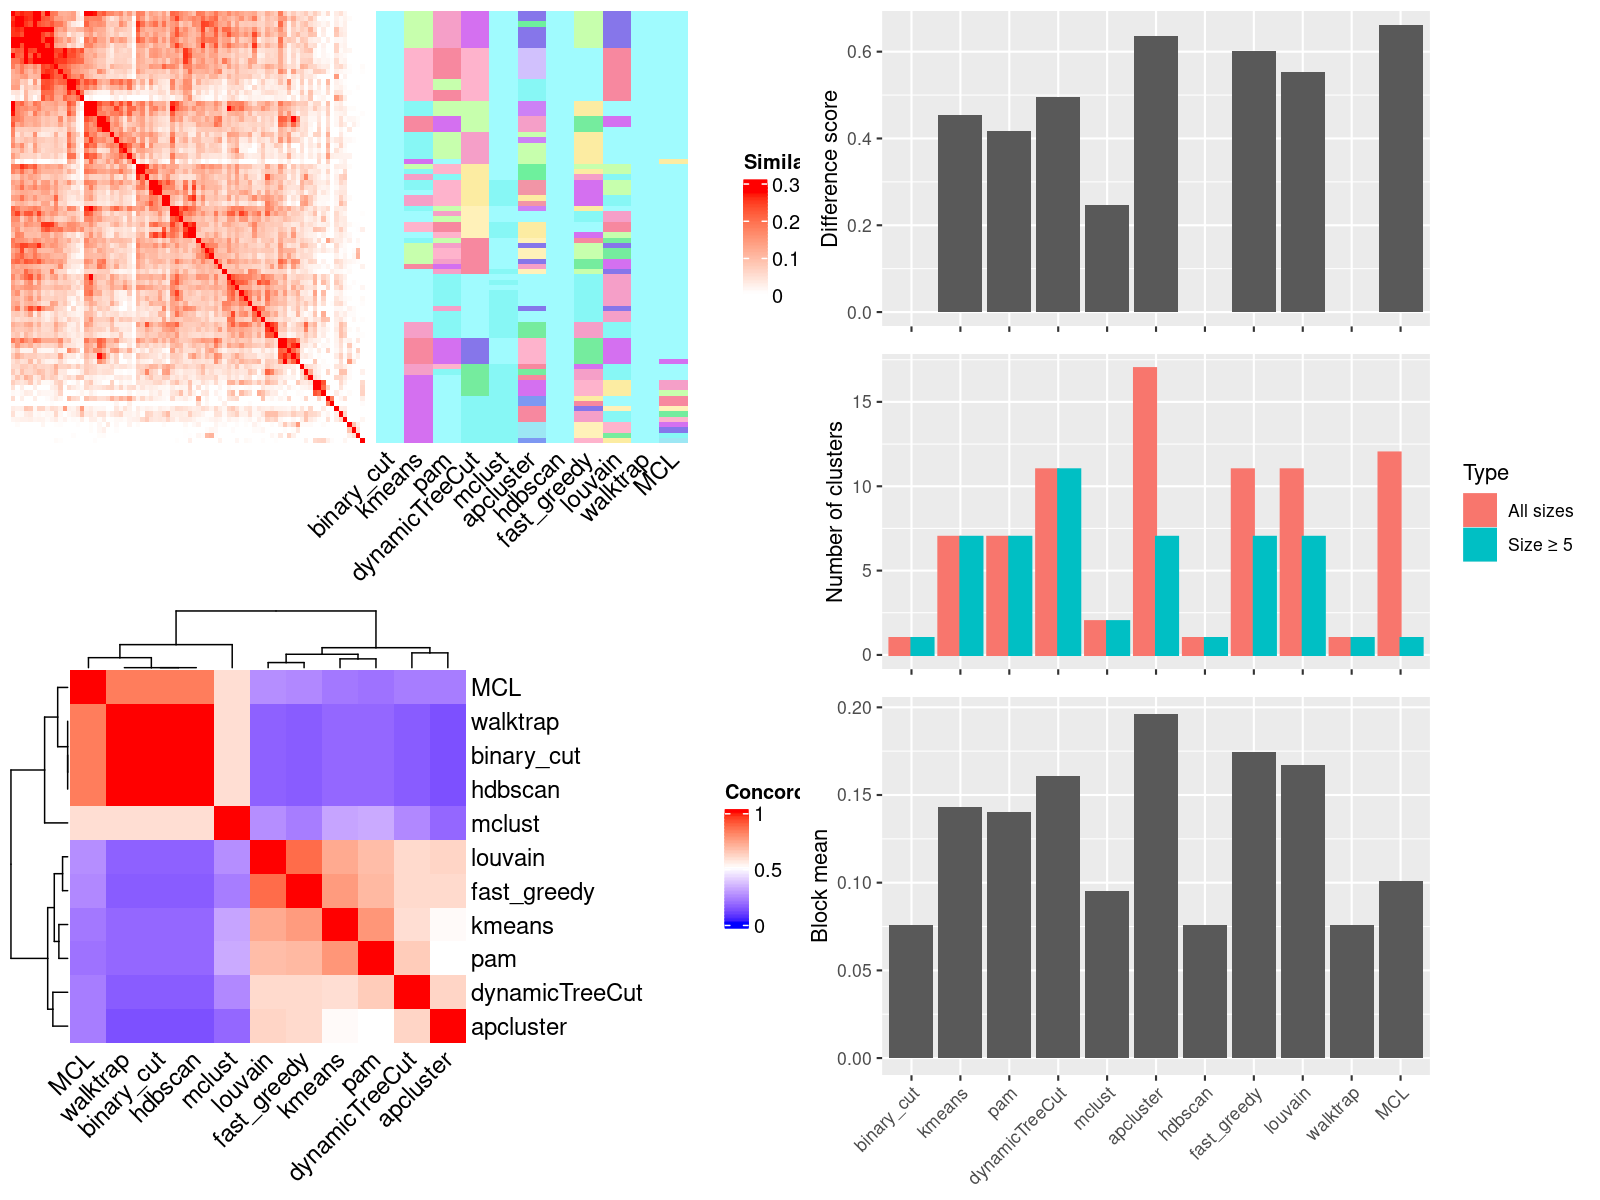 Simila
0.3
0.2
0.1
0
binary_cut
kmeans
pam
dynamicTreeCut
mclust
apcluster
hdbscan
fast_greedy
louvain
walktrap
MCL
MCL
walktrap
binary_cut
hdbscan
mclust
louvain
fast_greedy
kmeans
pam
dynamicTreeCut
apcluster
MCL
walktrap
binary_cut
hdbscan
mclust
louvain
fast_greedy
kmeans
pam
dynamicTreeCut
apcluster
Concord
1
0.5
0
Difference score
0.6
0.4
0.2
0.0
Number of clusters
15
10
5
0
Type
All sizes
Size ≥ 5
Block mean
0.20
0.15
0.10
0.05
0.00
binary_cut
kmeans
pam
dynamicTreeCut
mclust
apcluster
hdbscan
fast_greedy
louvain
walktrap
MCL